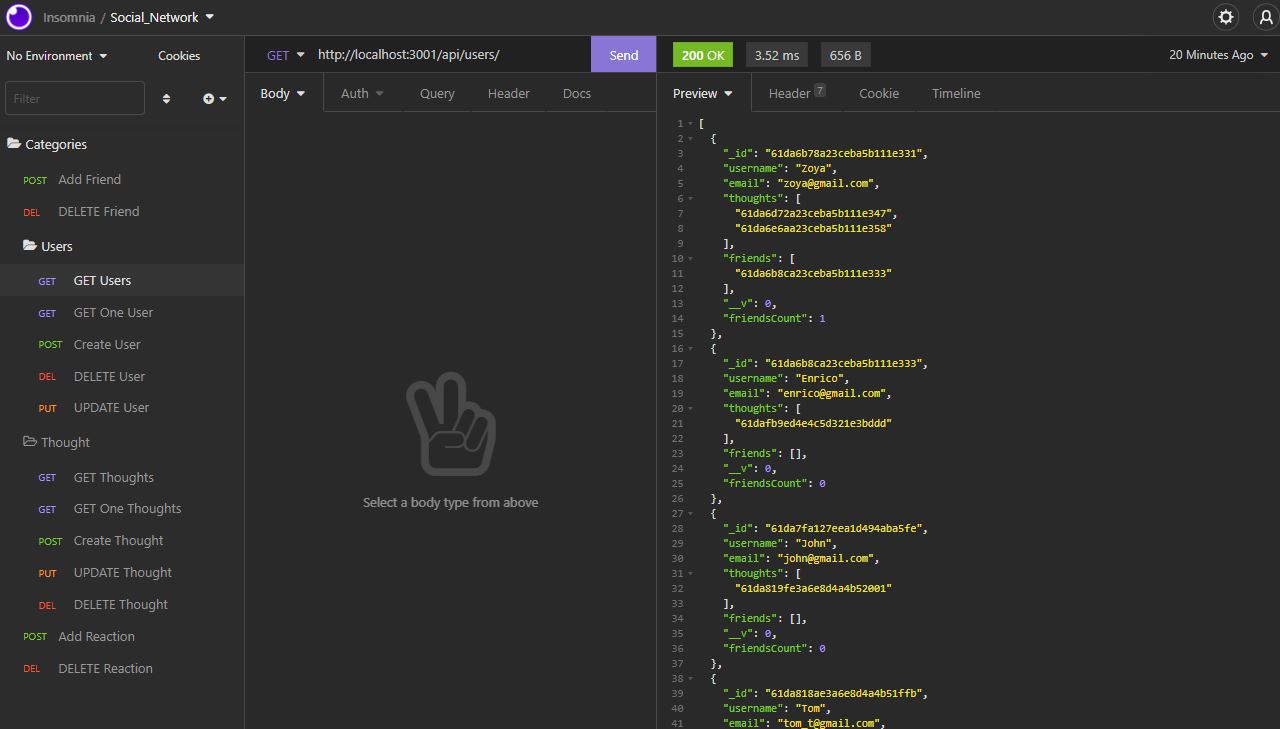 Insomnia / Social_Network
No Environment
Cookies
GET http://localhost:3001/api/users/
Send
200 OK
3.52 ms
656 B
20 Minutes Ago
Filter
Body
Auth
Query
Header
Docs
Preview
Header 7
Cookie
Timeline
Categories
POST Add Friend
DEL DELETE Friend
Users
GET GET Users
GET GET One User
POST Create User
DEL DELETE User
PUT UPDATE User
Thought
GET GET Thoughts
GET GET One Thoughts
POST Create Thought
PUT UPDATE Thought
DEL DELETE Thought
POST Add Reaction
DEL DELETE Reaction
Select a body type from above
1 [
2 {
3 "_id": "61da6b78a23ceba5b111e331",
4 "username": "Zoya",
5 "email": "zoya@gmail.com",
6 "thoughts": [
7 "61da6d72a23ceba5b111e347",
8 "61da6e6aa23ceba5b111e358"
9 ],
10 "friends": [
11 "61da6b8ca23ceba5b111e333"
12 ],
13 "__v": 0,
14 "friendsCount": 1
15 },
16 {
17 "_id": "61da6b8ca23ceba5b111e333",
18 "username": "Enrico",
19 "email": "enrico@gmail.com",
20 "thoughts": [
21 "61dafb9ed4e4c5d321e3bddd"
22 ],
23 "friends": [],
24 "__v": 0,
25 "friendsCount": 0
26 },
27 {
28 "_id": "61da7fa127eea1d494aba5fe",
29 "username": "John",
30 "email": "john@gmail.com",
31 "thoughts": [
32 "61da819fe3a6e8d4a4b52001"
33 ],
34 "friends": [],
35 "__v": 0,
36 "friendsCount": 0
37 },
38 {
39 "_id": "61da818ae3a6e8d4a4b51ffb",
40 "username": "Tom",
41 "email": "tom_t@gmail.com",